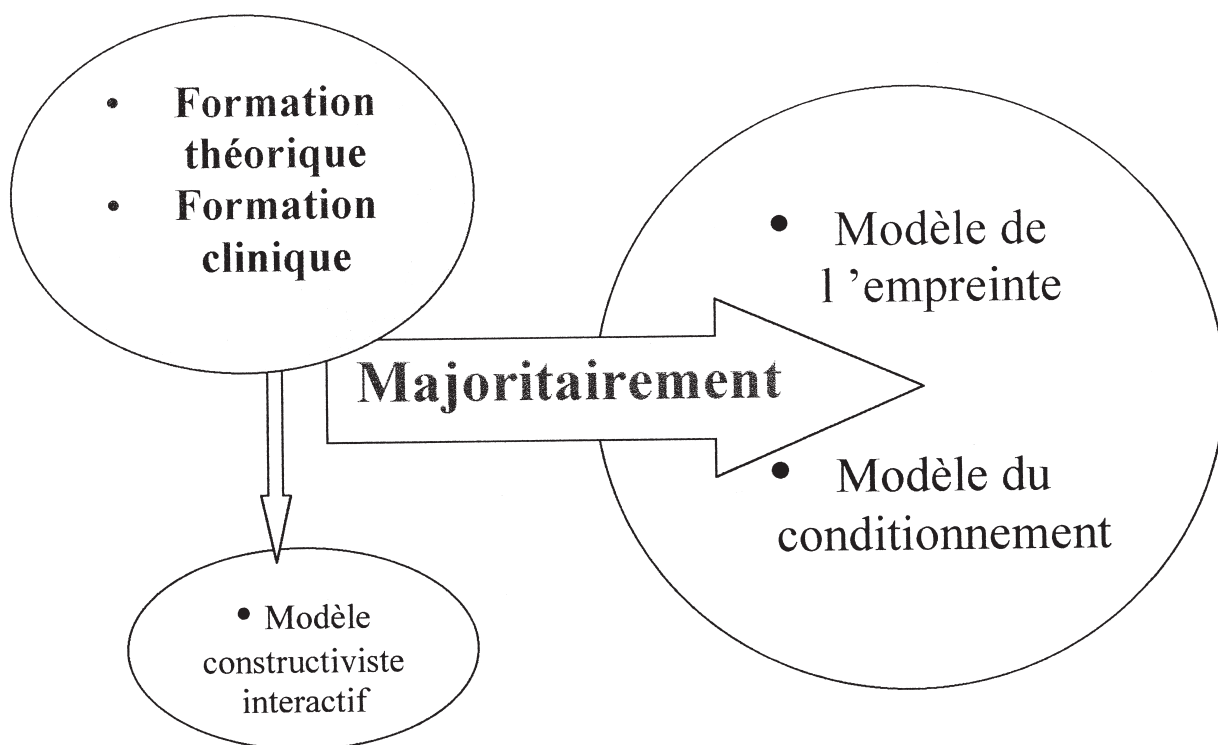 • Formation
théorique
• Formation
clinique
Majoritairement
• Modèle de
l ’empreinte
• Modèle du
conditionnement
• Modèle
constructiviste
interactif